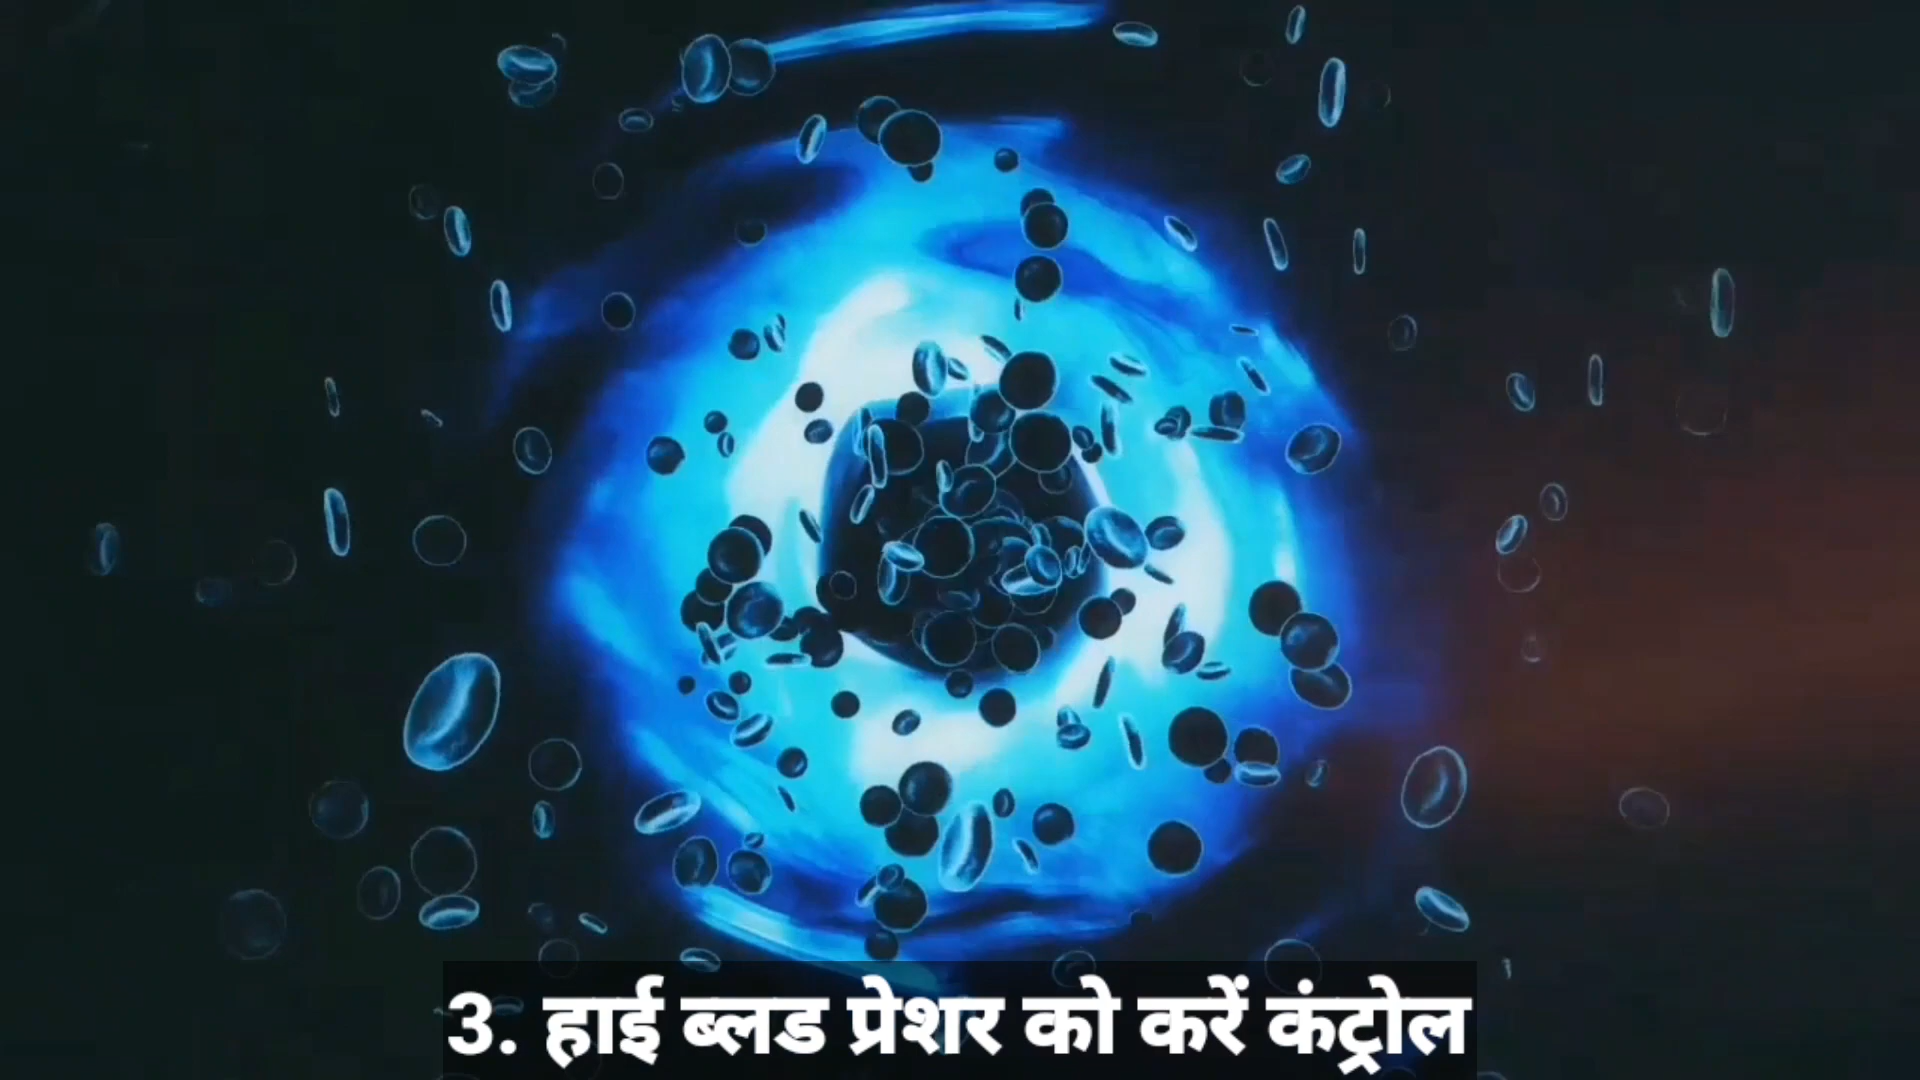 3. हाई ब्लड प्रेशर को करें कंट्रोल